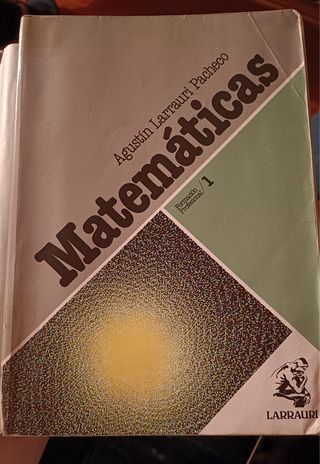 Agustín Larrauri Pacheco
Matemáticas
Formación
Profesional / 1
LARRAURI